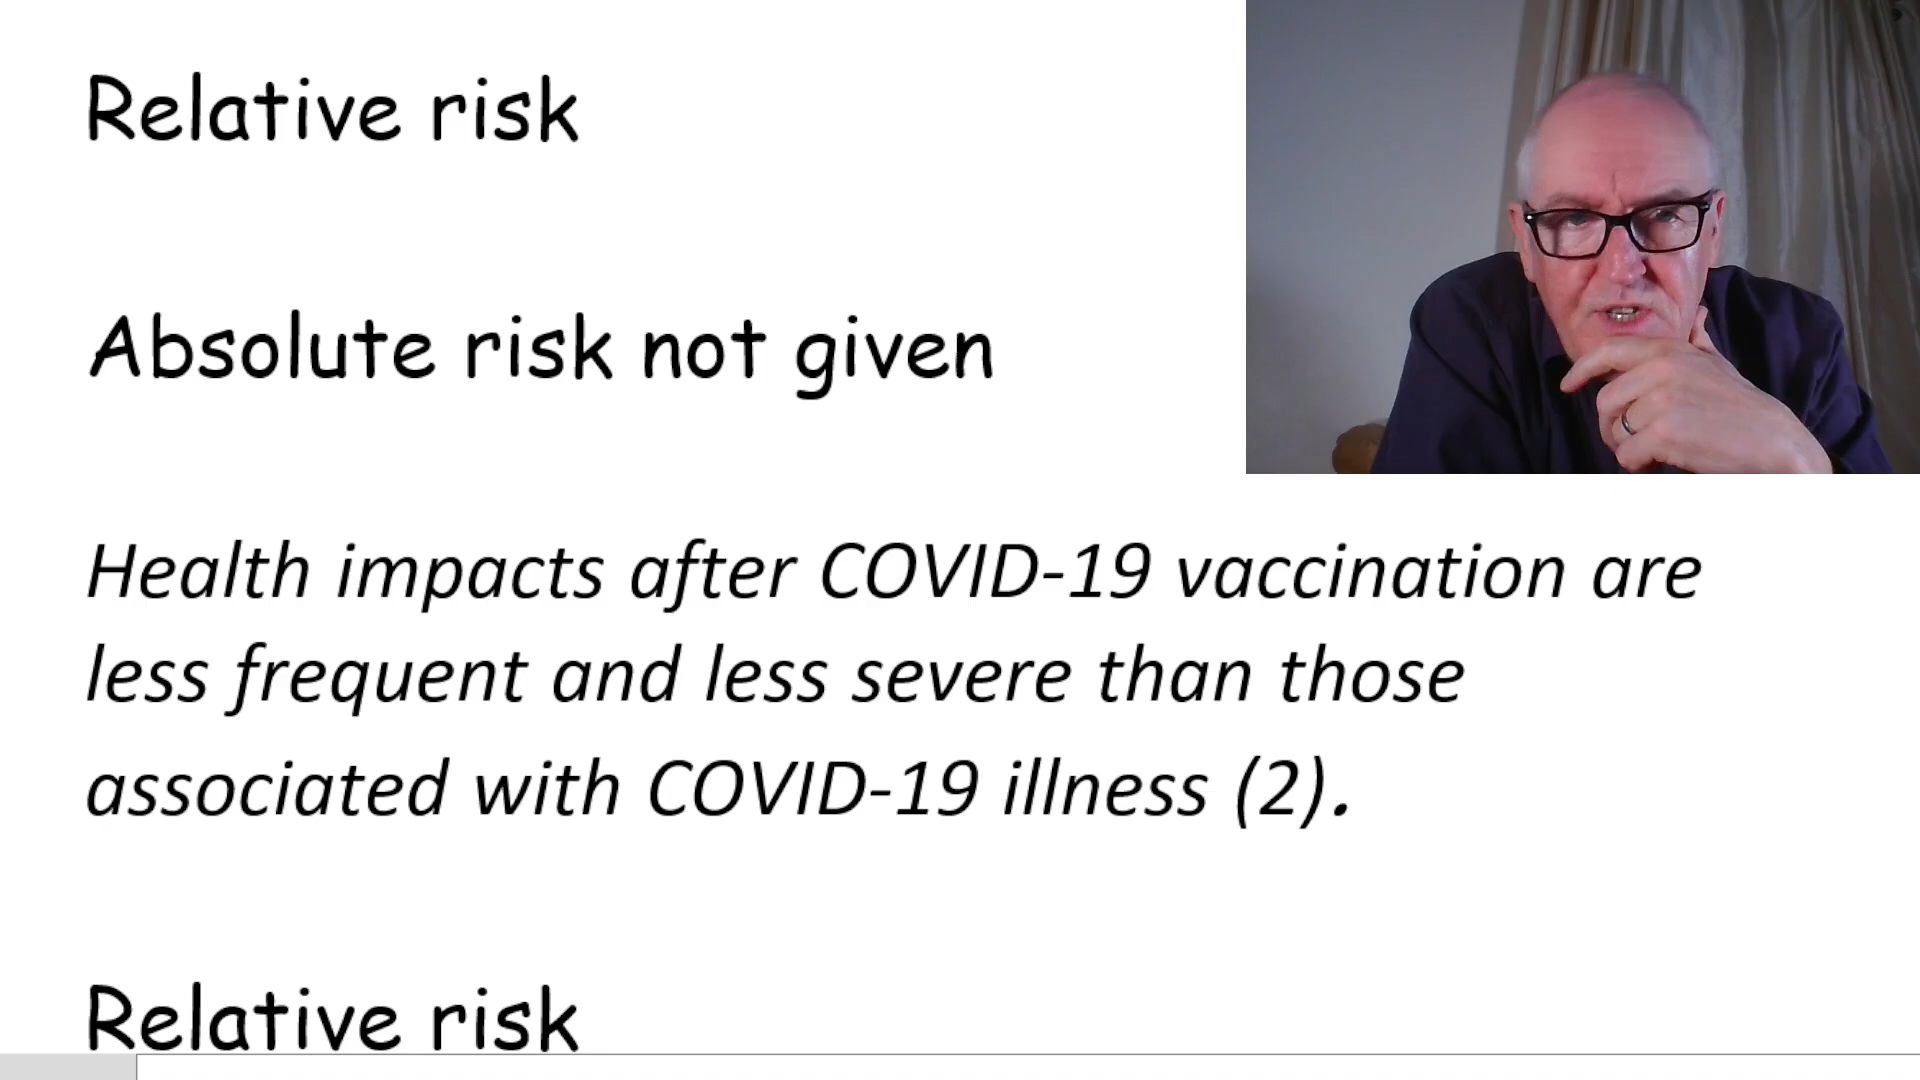 Relative risk
Absolute risk not given
Health impacts after COVID-19 vaccination are
less frequent and less severe than those
associated with COVID-19 illness (2).
Relative risk